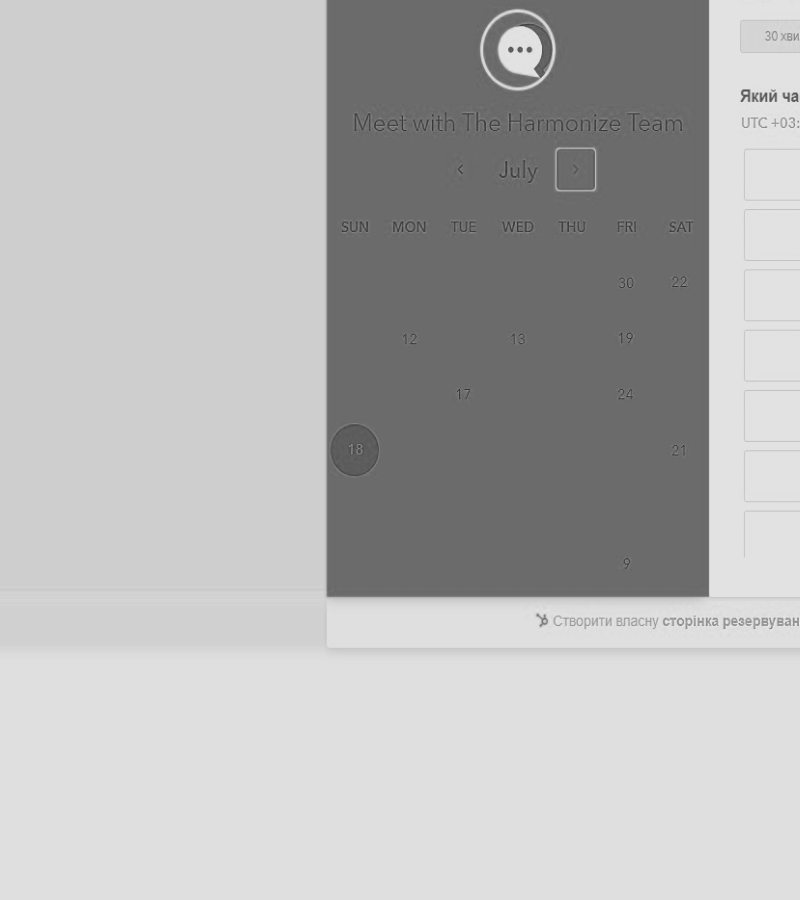 30 хви
Meet with The Harmonize Team
Який ча
UTC +03:
July
SUN MON TUE WED THU FRI SAT
30 22
12 13 19
17 24
18 21
9
Створити власну сторінка резервуван